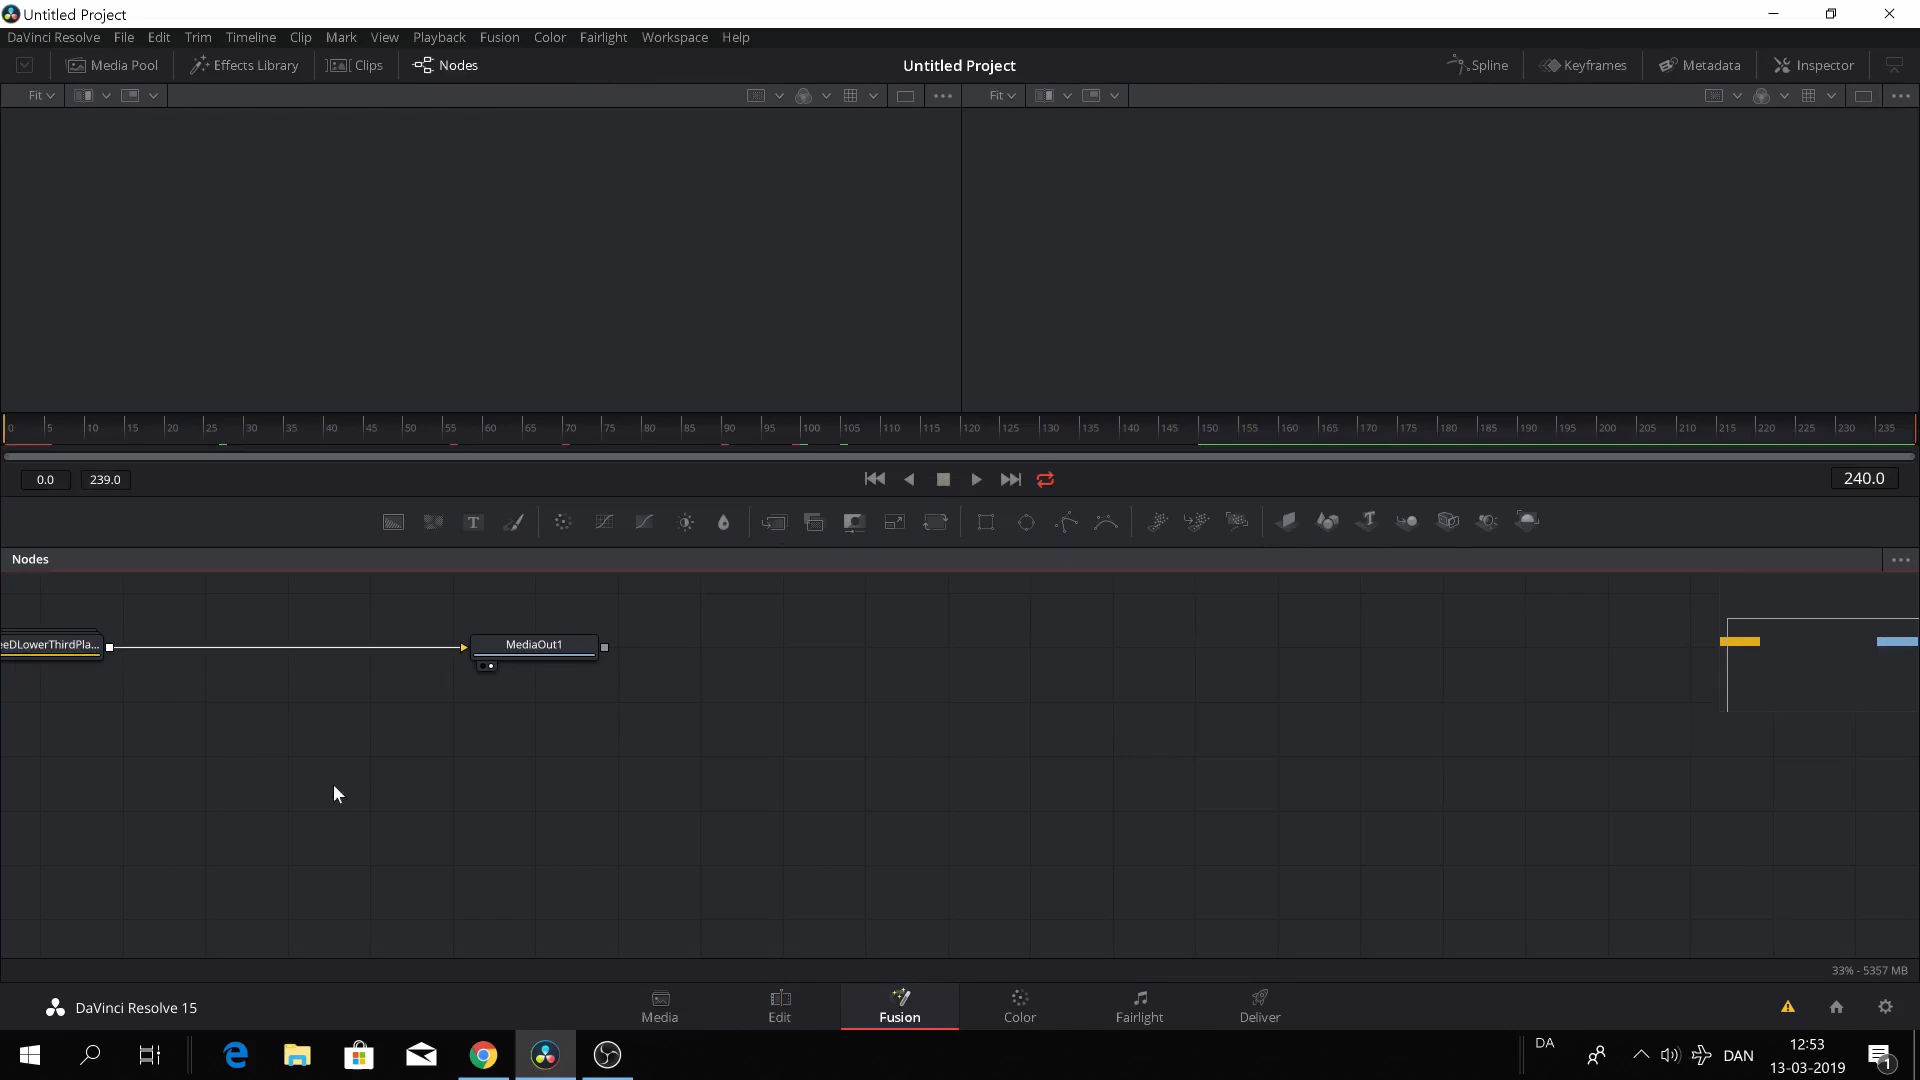 Untitled Project
DaVinci Resolve File Edit Trim Timeline Clip Mark View Playback Fusion Color Fairlight Workspace Help
Media Pool Effects Library Clips Nodes Untitled Project Spline Keyframes Metadata Inspector
Fit Fit
0 5 10 15 20 25 30 35 40 45 50 55 60 65 70 75 80 85 90 95 100 105 110 115 120 125 130 135 140 145 150 155 160 165 170 175 180 185 190 195 200 205 210 215 220 225 230 235
0.0 239.0 240.0
Nodes
eeDLowerThirdPla... MediaOut1
33% - 5357 MB
DaVinci Resolve 15 Media Edit Fusion Color Fairlight Deliver
DA DAN 12:53
13-03-2019 1